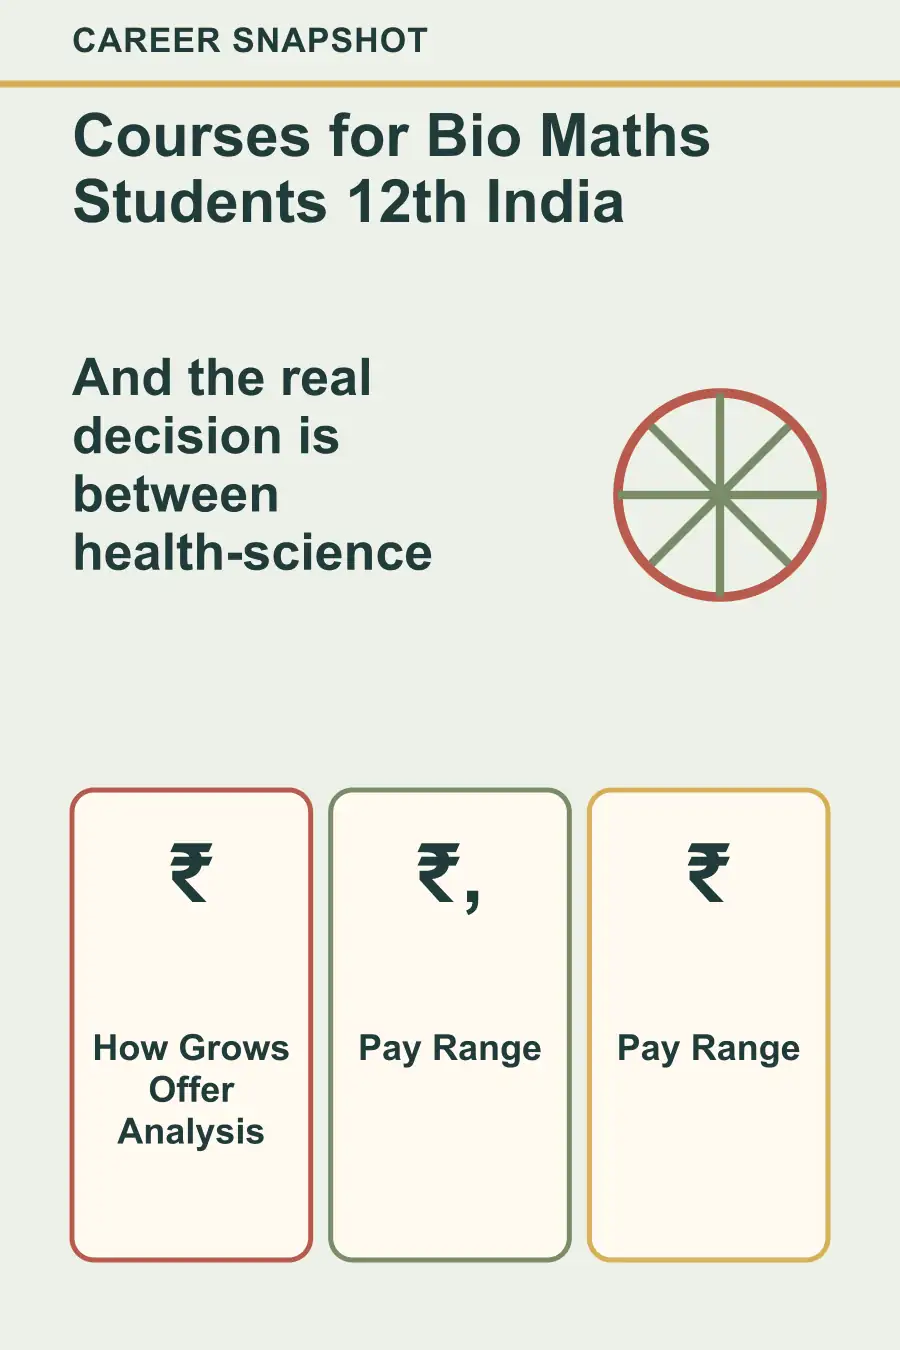 CAREER SNAPSHOT
Courses for Bio Maths
Students 12th India
And the real
decision is
between
health-science
₹
How Grows
Offer
Analysis
₹,
Pay Range
₹
Pay Range